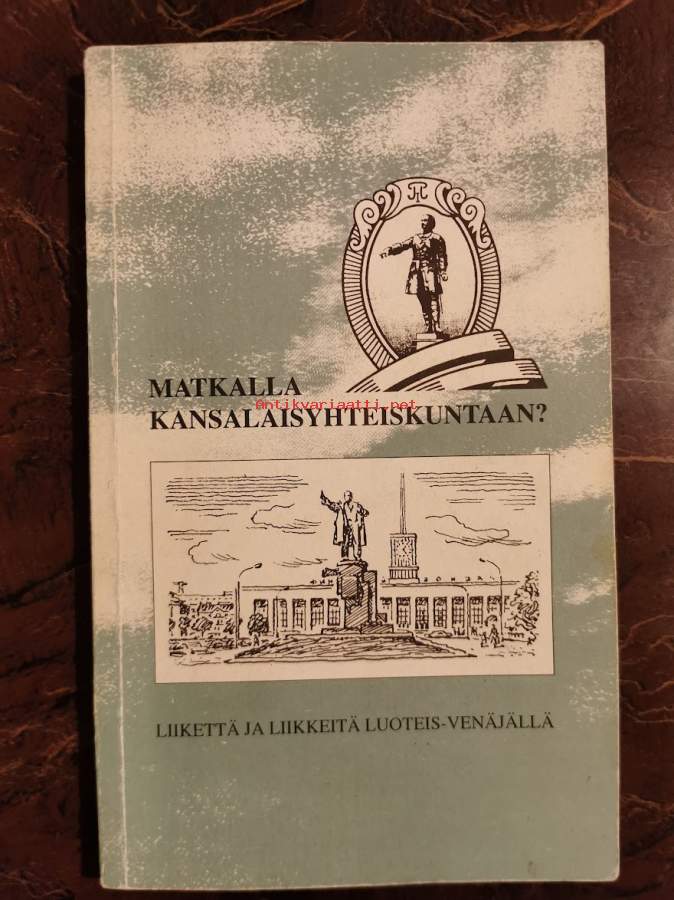 MATKALLA
KANSALAISYHTEISKUNTAAN?
Antikvariaatti.net
LIIKETTÄ JA LIIKKEITÄ LUOTEIS-VENÄJÄLLÄ